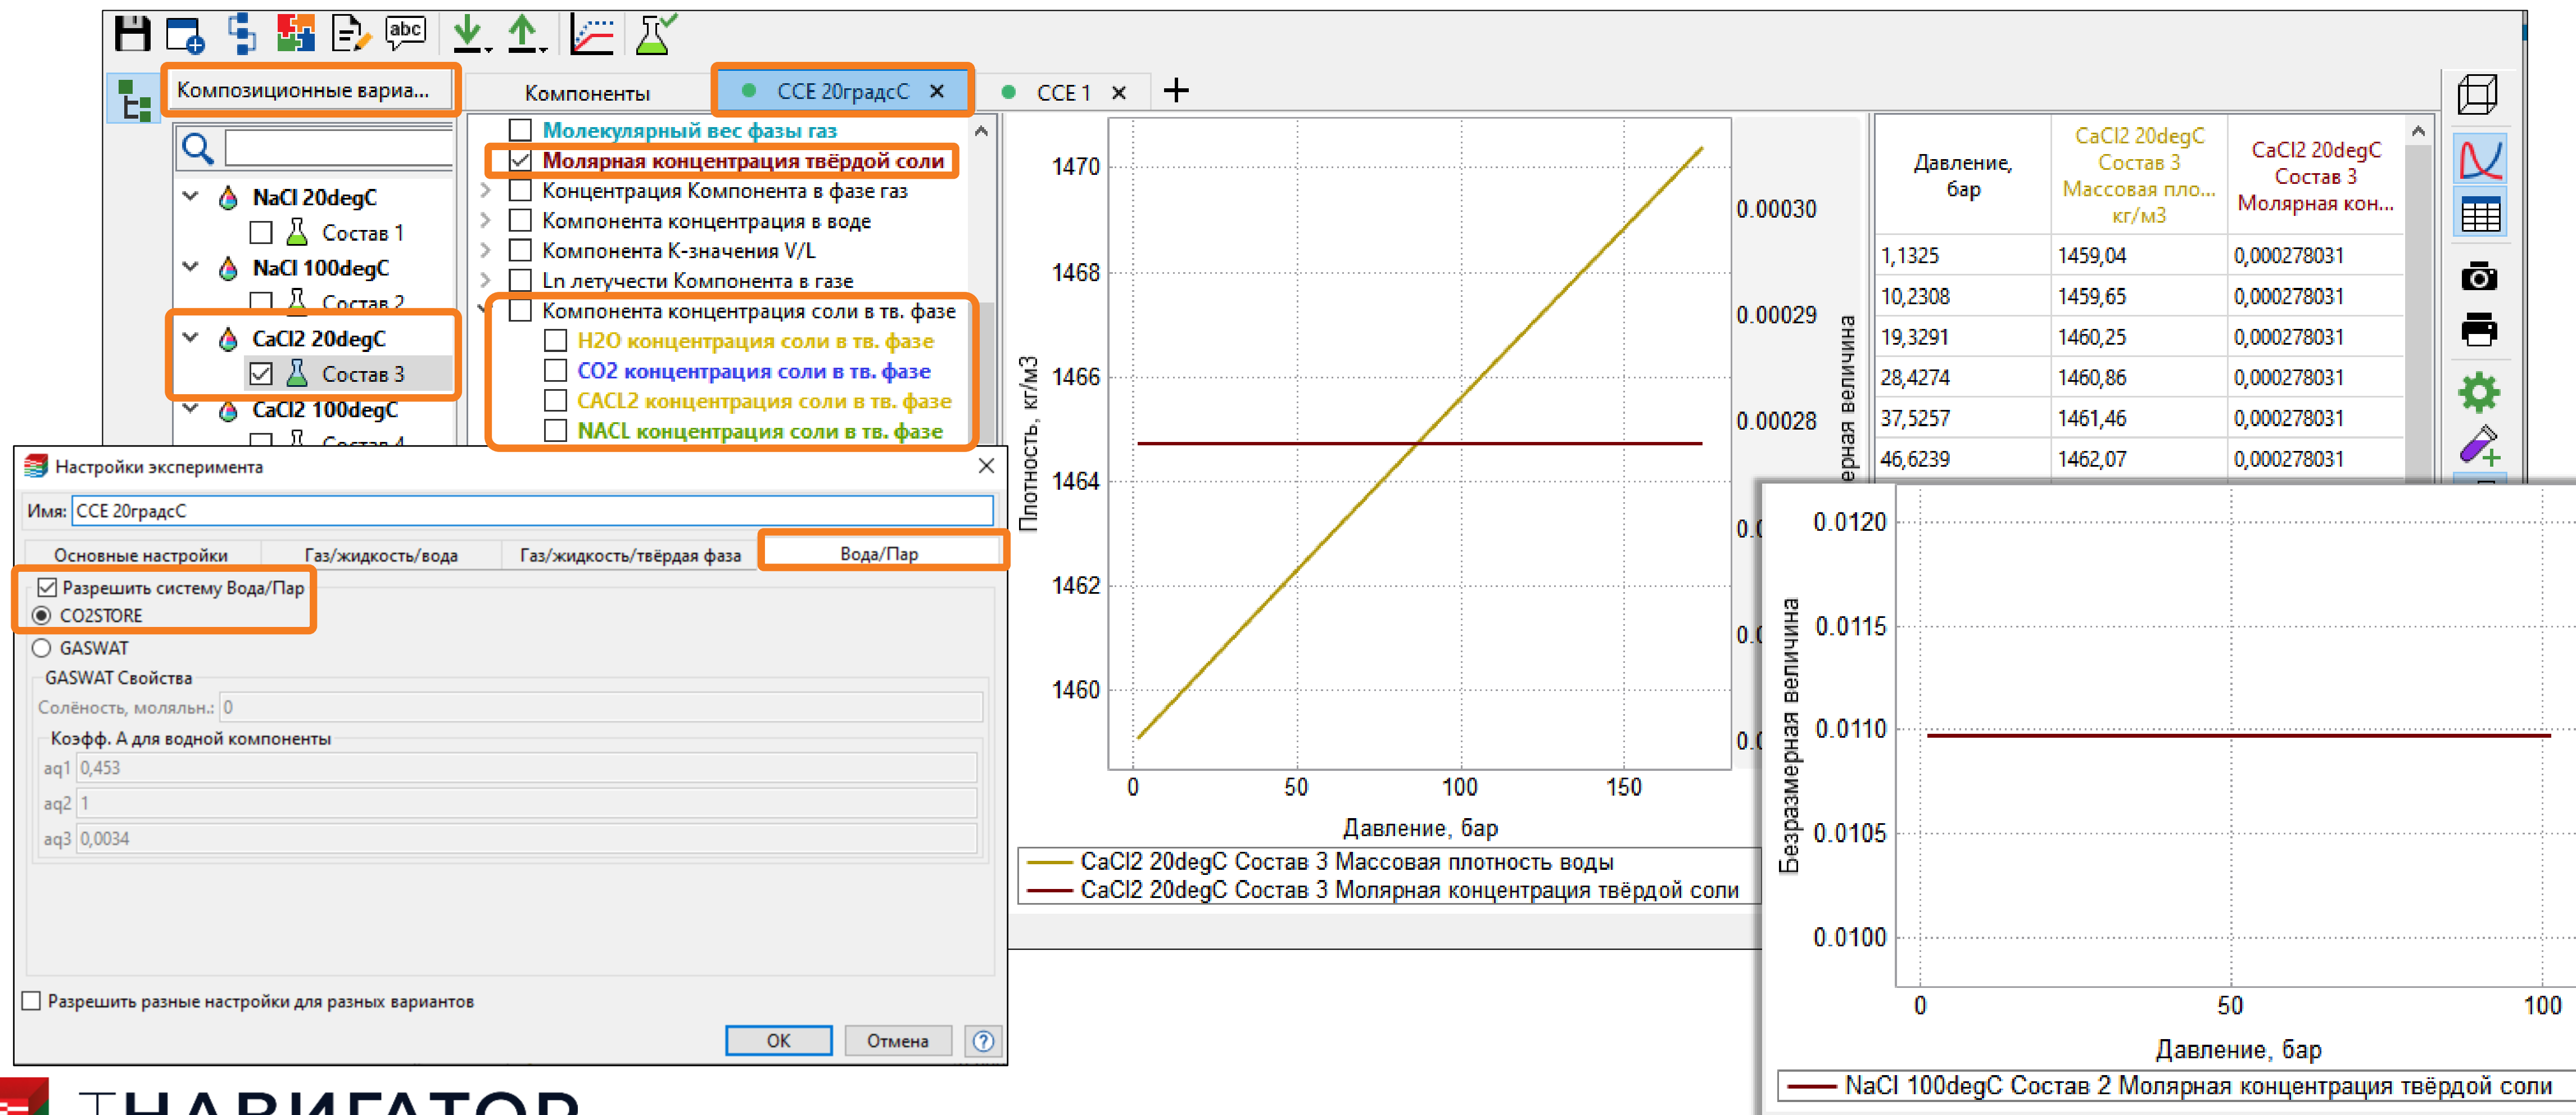 abc
Композиционные вариа...
Компоненты
ССЕ 20градсС ×
ССЕ 1 ×
NaCl 20degC
Состав 1
NaCl 100degC
Состав 2
CaCl2 20degC
Состав 3
CaCl2 100degC
Состав 4
Молекулярный вес фазы газ
Молярная концентрация твёрдой соли
Концентрация Компонента в фазе газ
Компонента концентрация в воде
Компонента К-значения V/L
Ln летучести Компонента в газе
Компонента концентрация соли в тв. фазе
H2O концентрация соли в тв. фазе
CO2 концентрация соли в тв. фазе
CACL2 концентрация соли в тв. фазе
NACL концентрация соли в тв. фазе
1470
1468
1466
1464
1462
1460
Плотность, кг/м3
0.00030
0.00029
0.00028
0 50 100 150
Давление, бар
CaCl2 20degC Состав 3 Массовая плотность воды
CaCl2 20degC Состав 3 Молярная концентрация твёрдой соли
Давление, бар
CaCl2 20degC Состав 3 Массовая пло... кг/м3
CaCl2 20degC Состав 3 Молярная кон...
1,1325 1459,04 0,000278031
10,2308 1459,65 0,000278031
19,3291 1460,25 0,000278031
28,4274 1460,86 0,000278031
37,5257 1461,46 0,000278031
46,6239 1462,07 0,000278031
Настройки эксперимента
Имя: ССЕ 20градсС
Основные настройки
Газ/жидкость/вода
Газ/жидкость/твёрдая фаза
Вода/Пар
Разрешить систему Вода/Пар
CO2STORE
GASWAT
GASWAT Свойства
Солёность, моляльн.: 0
Коэфф. А для водной компоненты
aq1 0,453
aq2 1
aq3 0,0034
Разрешить разные настройки для разных вариантов
ОК
Отмена
?
0.0120
0.0115
0.0110
0.0105
0.0100
Безразмерная величина
0 50 100
Давление, бар
NaCl 100degC Состав 2 Молярная концентрация твёрдой соли
тНАВИГАТОР